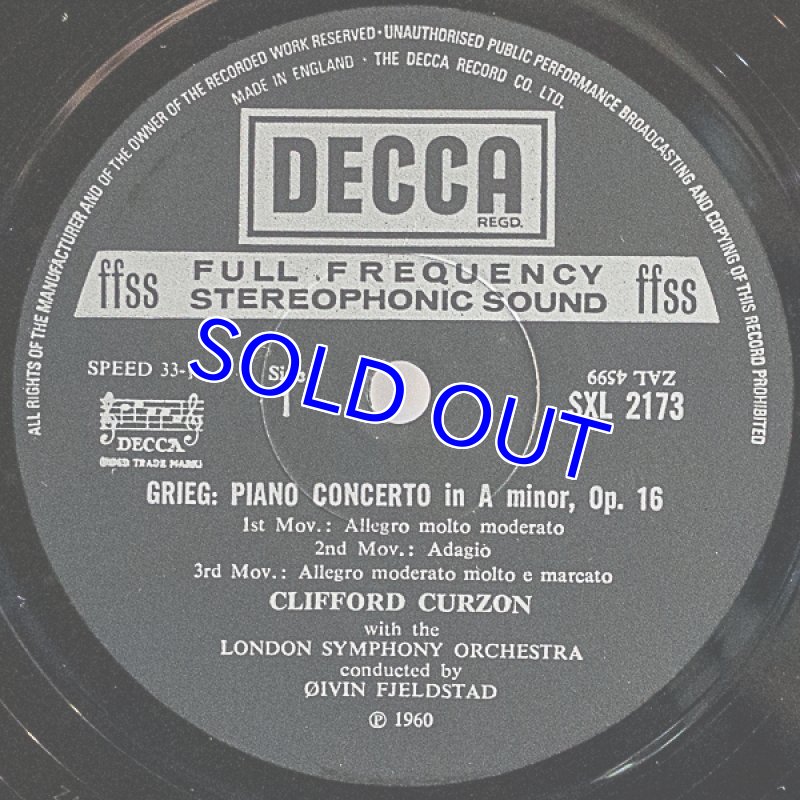 ALL RIGHTS OF THE MANUFACTURER AND OF THE OWNER OF THE RECORDED WORK RESERVED · UNAUTHORISED PUBLIC PERFORMANCE BROADCASTING AND COPYING OF THIS RECORD PROHIBITED
MADE IN ENGLAND · THE DECCA RECORD CO. LTD.
DECCA
REGD.
ffss FULL FREQUENCY ffss
STEREOPHONIC SOUND
SOLD OUT
SPEED 33-
Side
1
ZAL 4599
SXL 2173
DECCA
(REGD TRADE MARK)
GRIEG: PIANO CONCERTO in A minor, Op. 16
1st Mov.: Allegro molto moderato
2nd Mov.: Adagio
3rd Mov.: Allegro moderato molto e marcato
CLIFFORD CURZON
with the
LONDON SYMPHONY ORCHESTRA
conducted by
ØIVIN FJELDSTAD
℗ 1960